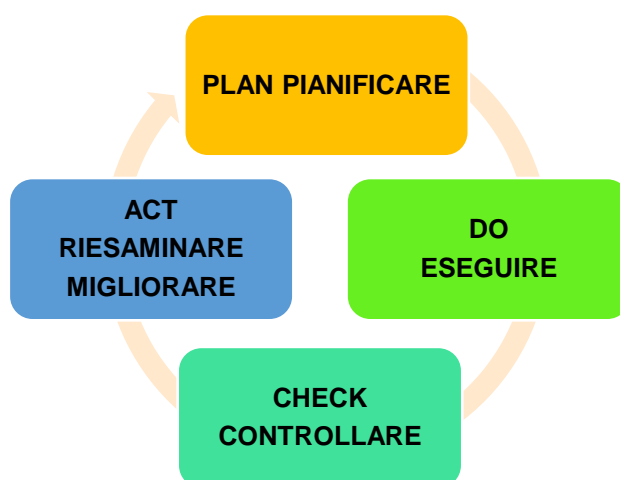 PLAN PIANIFICARE
DO
ESEGUIRE
CHECK
CONTROLLARE
ACT
RIESAMINARE
MIGLIORARE